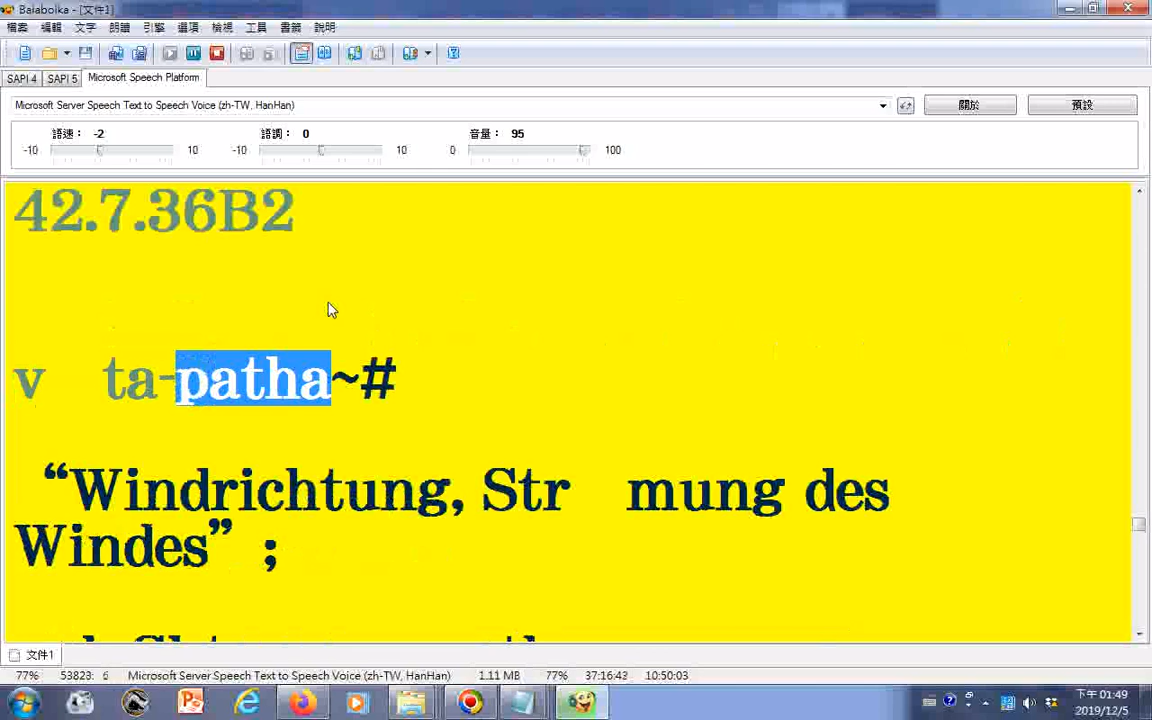 Balabolka - [文件1]
檔案 編輯 文字 朗讀 引擎 選項 檢視 工具 書籤 說明
SAPI 4 SAPI 5 Microsoft Speech Platform
Microsoft Server Speech Text to Speech Voice (zh-TW, HanHan) 關於 預設
語速： -2 語調： 0 音量： 95
-10 10 -10 10 0 100
42.7.36B2
v ta-patha~#
“Windrichtung, Str mung des
Windes” ;
文件1
77% 53823: 6 Microsoft Server Speech Text to Speech Voice (zh-TW, HanHan) 1.11 MB 77% 37:16:43 10:50:03
下午 01:49
2019/12/5